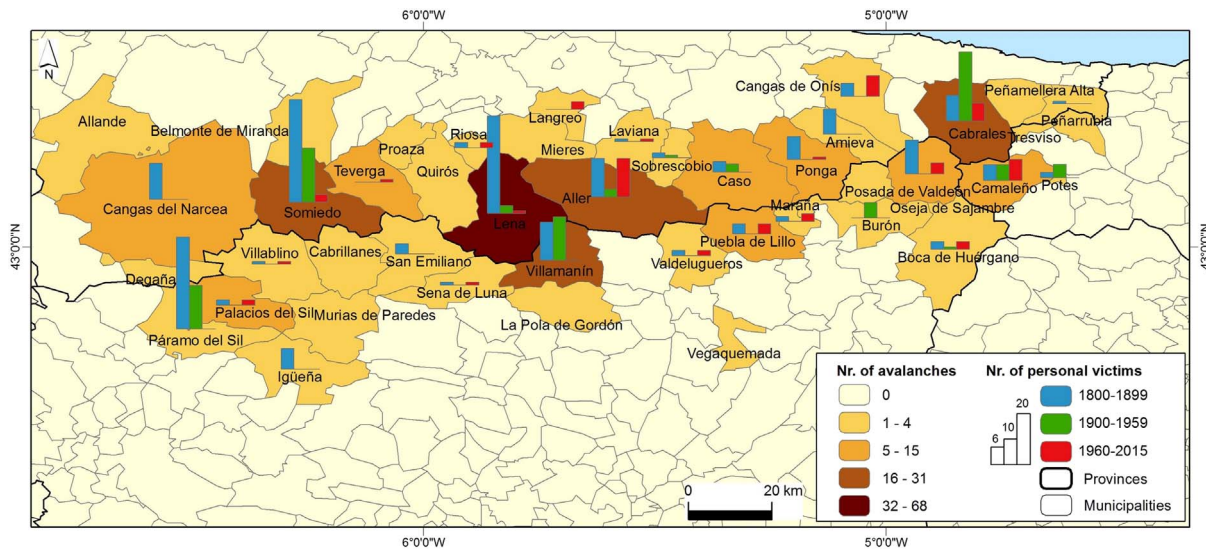 6°0'0"W
5°0'0"W
N
Cangas de Onís
Peñamellera Alta
Allande
Langreo
Peñarrubia
Belmonte de Miranda
Riosa
Laviana
Cabrales
Tresviso
Proaza
Mieres
Amieva
Sobrescobio
Teverga
Quirós
Caso
Ponga
Camaleño
Potes
Posada de Valdeón
Aller
Cangas del Narcea
Somiedo
Oseja de Sajambre
Maraña
Lena
Burón
43°0'0"N
43°0'0"N
Puebla de Lillo
Villablino
Cabrillanes
San Emiliano
Villamanín
Valdelugueros
Boca de Huérgano
Degaña
Sena de Luna
Palacios del Sil
Murias de Paredes
La Pola de Gordón
Páramo del Sil
Vegaquemada
Igüeña
Nr. of avalanches
0
1 - 4
5 - 15
16 - 31
32 - 68
Nr. of personal victims
1800-1899
1900-1959
1960-2015
20
10
6
Provinces
Municipalities
0
20 km
6°0'0"W
5°0'0"W